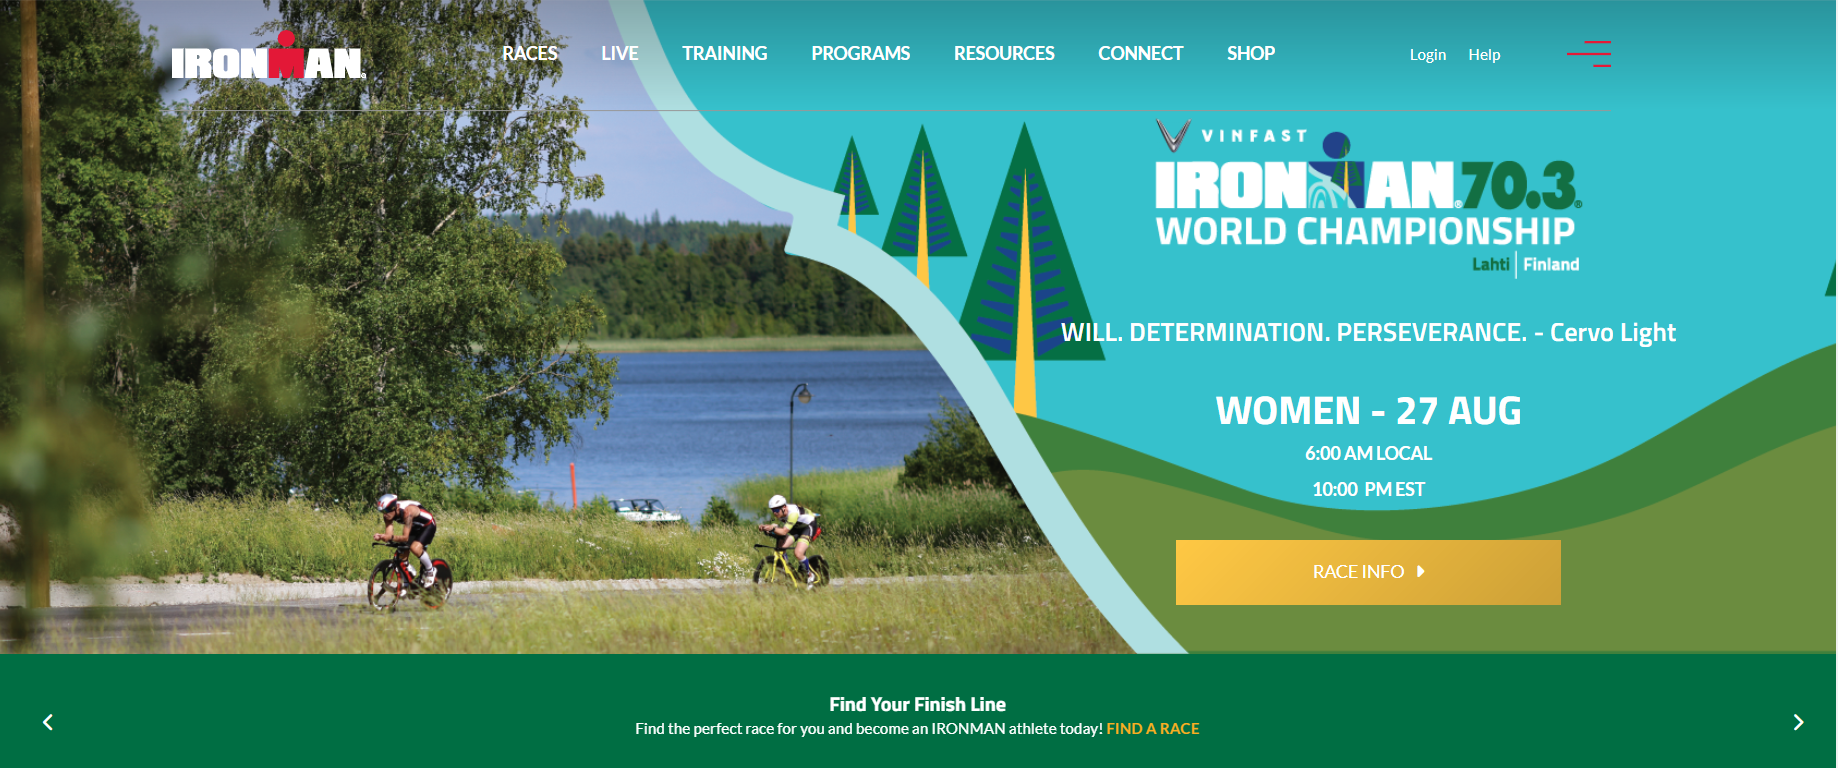 IRONMAN
RACES LIVE TRAINING PROGRAMS RESOURCES CONNECT SHOP
Login Help
VINFAST
IRONMAN® 70.3®
WORLD CHAMPIONSHIP
Lahti | Finland
WILL. DETERMINATION. PERSEVERANCE. - Cervo Light
WOMEN - 27 AUG
6:00 AM LOCAL
10:00 PM EST
RACE INFO
Find Your Finish Line
Find the perfect race for you and become an IRONMAN athlete today! FIND A RACE